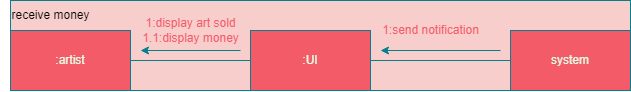 receive money
1:display art sold
1.1:display money
1:send notification
:artist
:UI
system